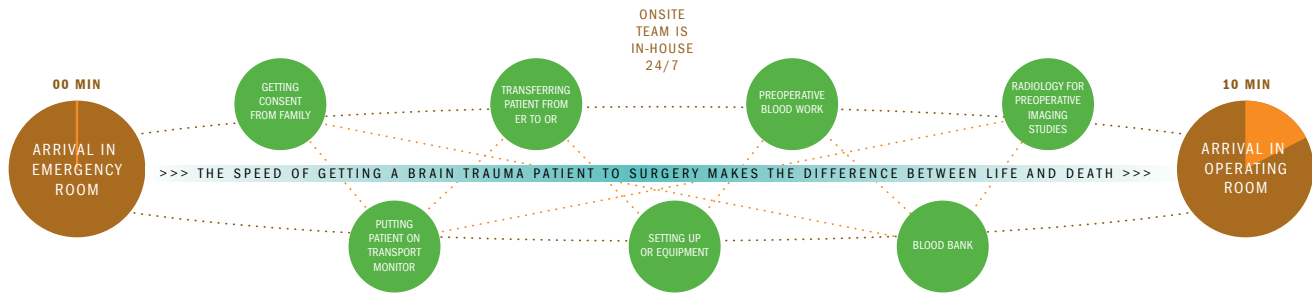 ONSITE
TEAM IS
IN-HOUSE
24/7
00 MIN
ARRIVAL IN
EMERGENCY
ROOM
GETTING
CONSENT
FROM FAMILY
TRANSFERRING
PATIENT FROM
ER TO OR
PREOPERATIVE
BLOOD WORK
RADIOLOGY FOR
PREOPERATIVE
IMAGING
STUDIES
10 MIN
ARRIVAL IN
OPERATING
ROOM
>>> THE SPEED OF GETTING A BRAIN TRAUMA PATIENT TO SURGERY MAKES THE DIFFERENCE BETWEEN LIFE AND DEATH >>>
PUTTING
PATIENT ON
TRANSPORT
MONITOR
SETTING UP
OR EQUIPMENT
BLOOD BANK